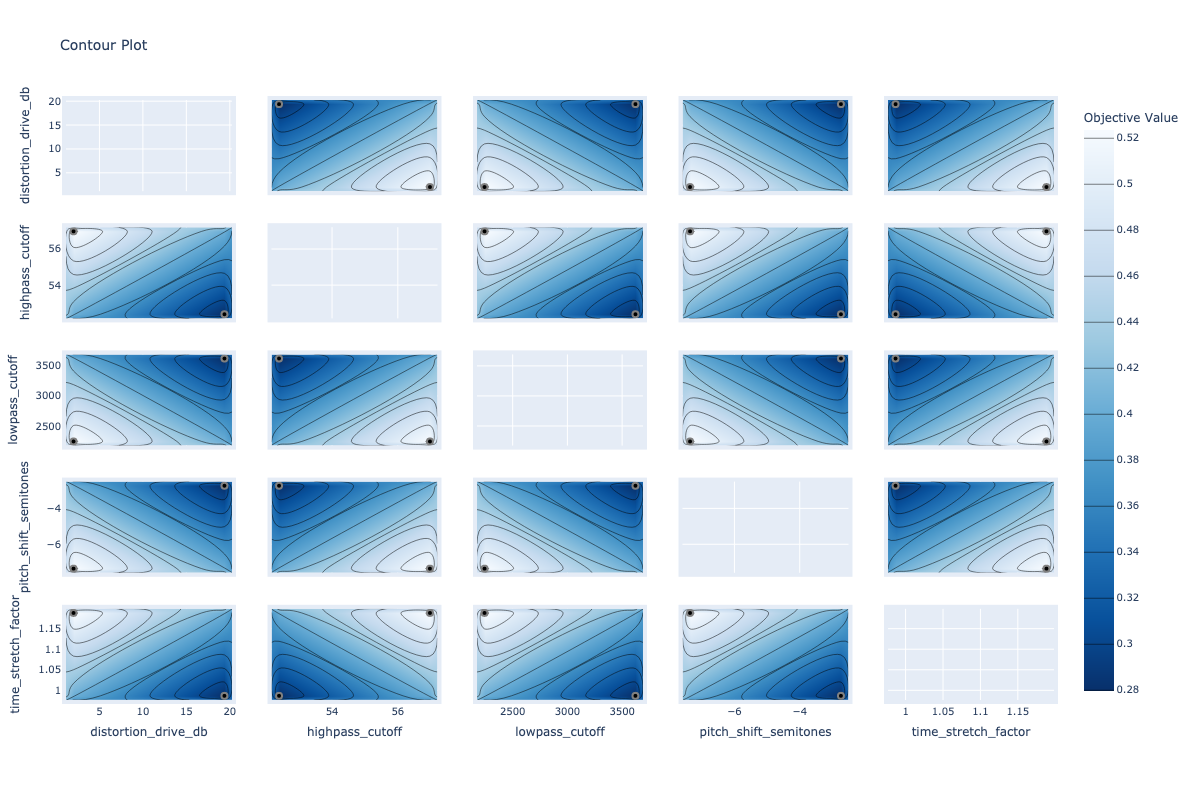 Contour Plot
Objective Value
distortion_drive_db
20
15
10
5
highpass_cutoff
56
54
lowpass_cutoff
3500
3000
2500
pitch_shift_semitones
−4
−6
time_stretch_factor
1.15
1.1
1.05
1
5 10 15 20
54 56
2500 3000 3500
−6 −4
1 1.05 1.1 1.15
distortion_drive_db
highpass_cutoff
lowpass_cutoff
pitch_shift_semitones
time_stretch_factor
0.52
0.5
0.48
0.46
0.44
0.42
0.4
0.38
0.36
0.34
0.32
0.3
0.28